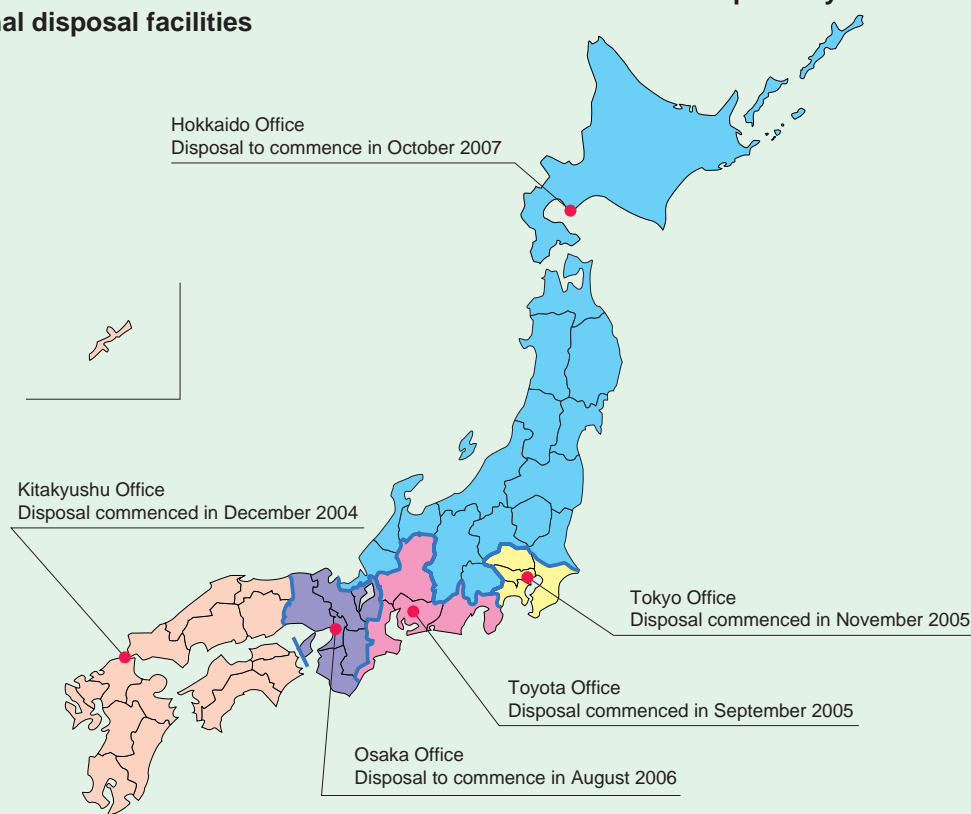 nal disposal facilities
Hokkaido Office
Disposal to commence in October 2007
Kitakyushu Office
Disposal commenced in December 2004
Tokyo Office
Disposal commenced in November 2005
Toyota Office
Disposal commenced in September 2005
Osaka Office
Disposal to commence in August 2006